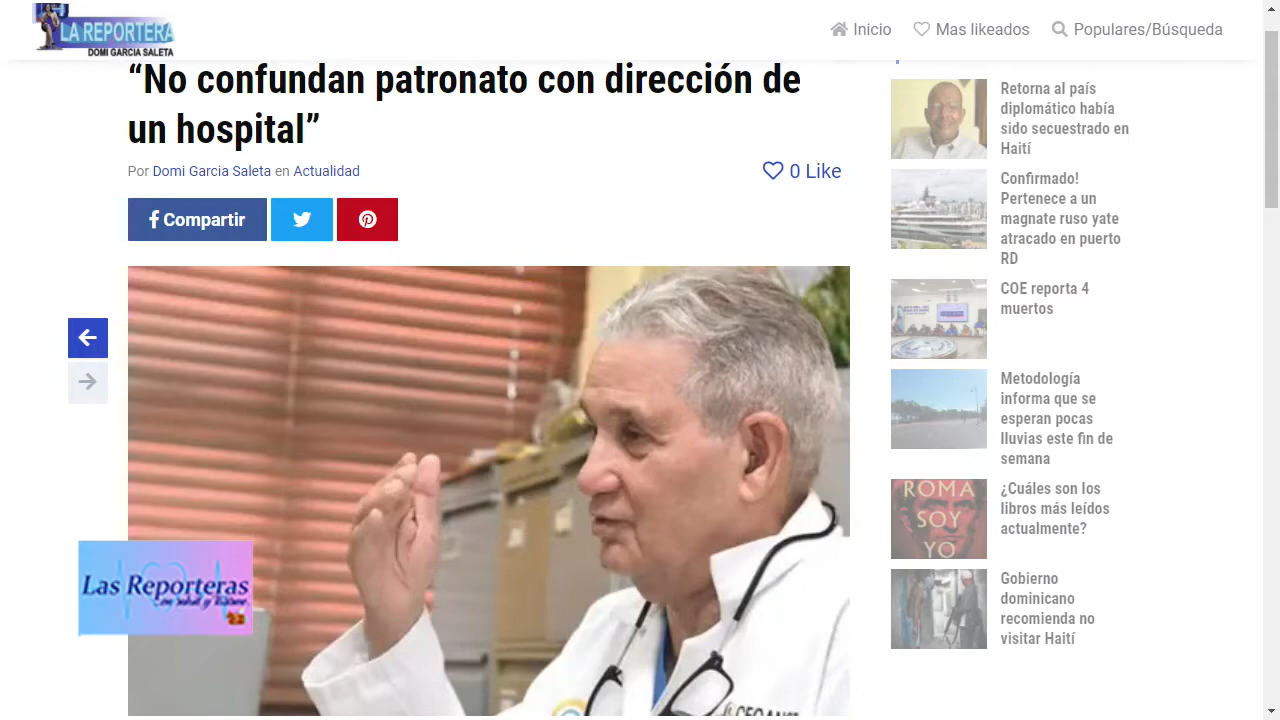 LA REPORTERA
DOMI GARCIA SALETA
Inicio
Mas likeados
Populares/Búsqueda
“No confundan patronato con dirección de
un hospital”
Por Domi Garcia Saleta en Actualidad
0 Like
Compartir
Las Reporteras
Retorna al país
diplomático había
sido secuestrado en
Haití
Confirmado!
Pertenece a un
magnate ruso yate
atracado en puerto
RD
COE reporta 4
muertos
Metodología
informa que se
esperan pocas
lluvias este fin de
semana
ROMA
SOY
YO
¿Cuáles son los
libros más leídos
actualmente?
Gobierno
dominicano
recomienda no
visitar Haití